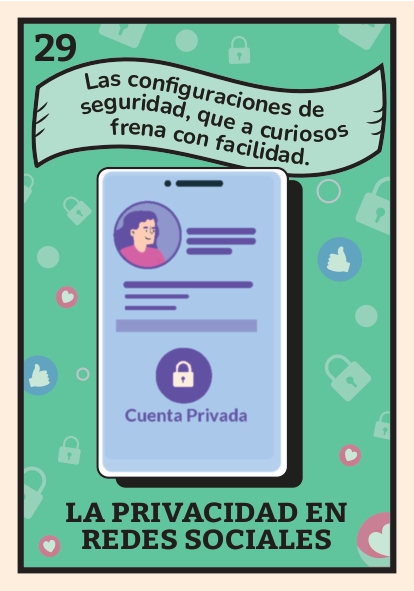 29
Las configuraciones de
seguridad, que a curiosos
frena con facilidad.
Cuenta Privada
LA PRIVACIDAD EN
REDES SOCIALES